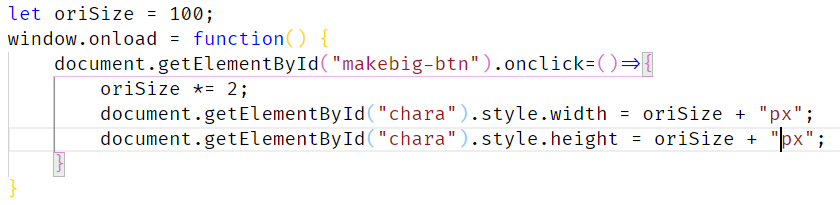 let oriSize = 100;
window.onload = function() {
    document.getElementById("makebig-btn").onclick=()=>{
        oriSize *= 2;
        document.getElementById("chara").style.width = oriSize + "px";
        document.getElementById("chara").style.height = oriSize + "px";
    }
}